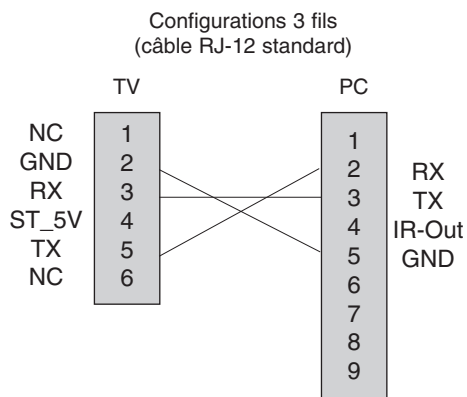 Configurations 3 fils
(câble RJ-12 standard)
TV PC
NC 1 1
GND 2 2 RX
RX 3 3 TX
ST_5V 4 4 IR-Out
TX 5 5 GND
NC 6 6
7
8
9